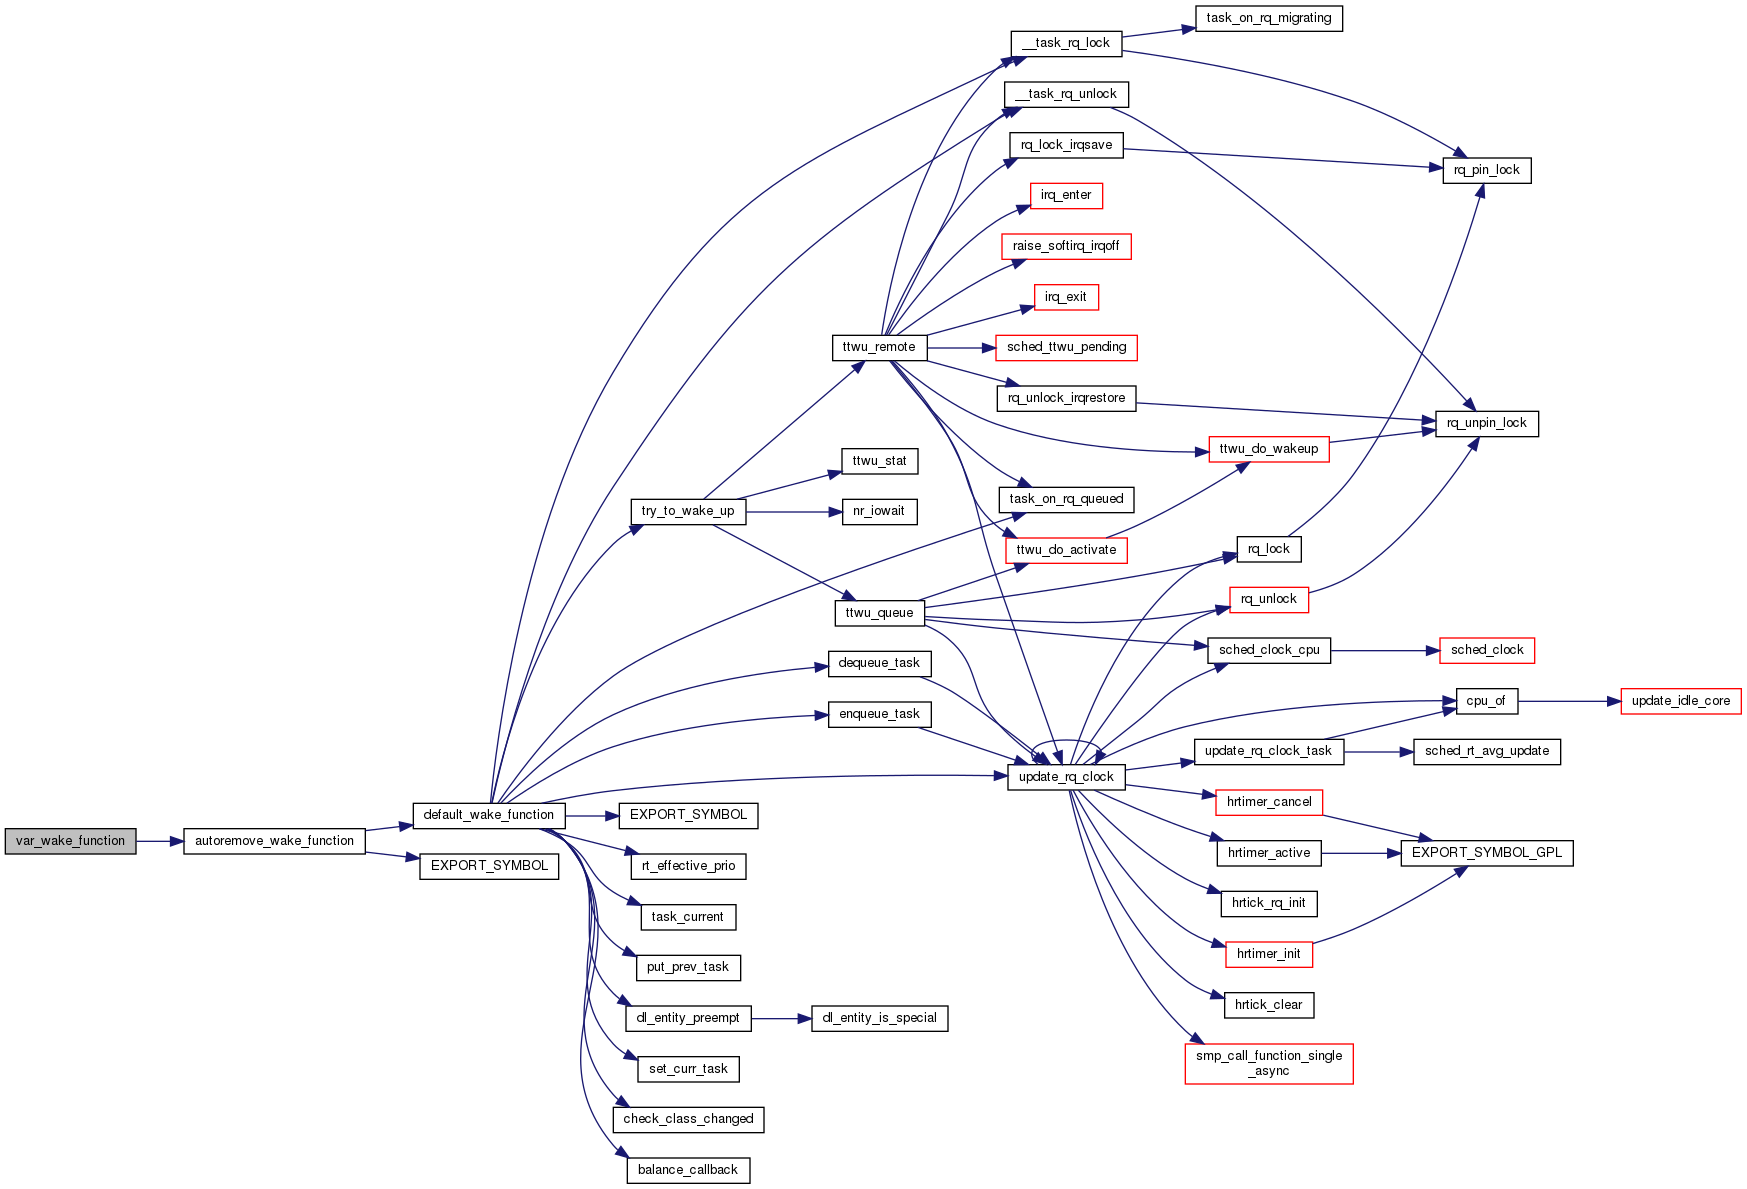 var_wake_function
autoremove_wake_function
default_wake_function
EXPORT_SYMBOL
__task_rq_lock
task_on_rq_migrating
rq_pin_lock
__task_rq_unlock
rq_unpin_lock
try_to_wake_up
ttwu_remote
rq_lock_irqsave
irq_enter
raise_softirq_irqoff
irq_exit
sched_ttwu_pending
rq_unlock_irqrestore
ttwu_do_wakeup
task_on_rq_queued
ttwu_do_activate
ttwu_stat
nr_iowait
ttwu_queue
rq_lock
rq_unlock
sched_clock_cpu
sched_clock
dequeue_task
enqueue_task
update_rq_clock
cpu_of
update_idle_core
update_rq_clock_task
sched_rt_avg_update
hrtimer_cancel
hrtimer_active
EXPORT_SYMBOL_GPL
hrtick_rq_init
hrtimer_init
hrtick_clear
smp_call_function_single
_async
EXPORT_SYMBOL
rt_effective_prio
task_current
put_prev_task
dl_entity_preempt
dl_entity_is_special
set_curr_task
check_class_changed
balance_callback